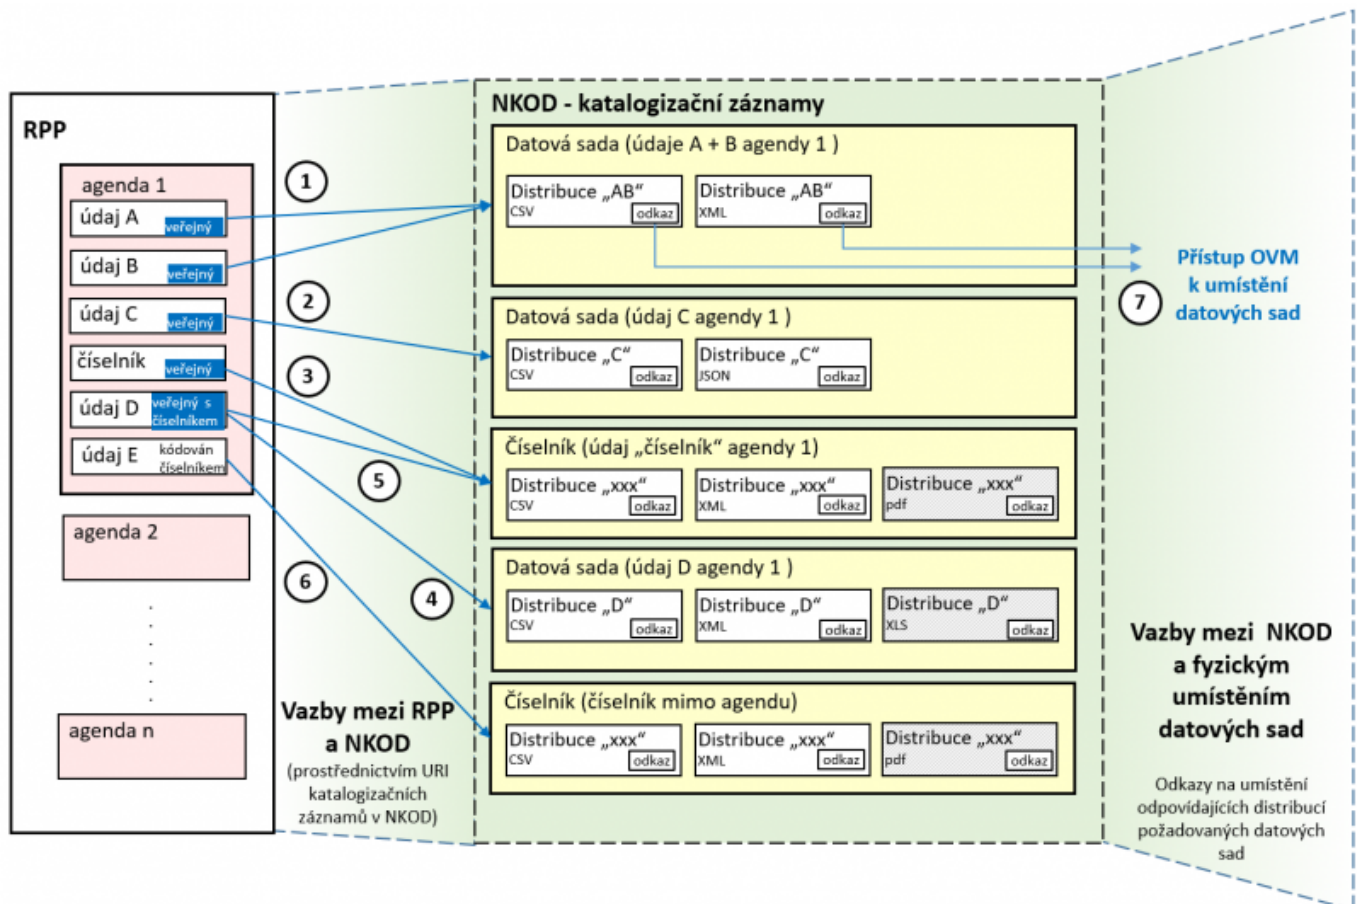 RPP
agenda 1
údaj A
veřejný
údaj B
veřejný
údaj C
veřejný
číselník
veřejný
údaj D
veřejný s
číselníkem
údaj E
kódován
číselníkem
agenda 2
agenda n
1
2
3
5
4
6
Vazby mezi RPP
a NKOD
(prostřednictvím URI
katalogizačních
záznamů v NKOD)
NKOD - katalogizační záznamy
Datová sada (údaje A + B agendy 1 )
Distribuce „AB“
CSV
odkaz
Distribuce „AB“
XML
odkaz
Datová sada (údaj C agendy 1 )
Distribuce „C“
CSV
odkaz
Distribuce „C“
JSON
odkaz
Číselník (údaj „číselník“ agendy 1)
Distribuce „xxx“
CSV
odkaz
Distribuce „xxx“
XML
odkaz
Distribuce „xxx“
pdf
odkaz
Datová sada (údaj D agendy 1 )
Distribuce „D“
CSV
odkaz
Distribuce „D“
XML
odkaz
Distribuce „D“
XLS
odkaz
Číselník (číselník mimo agendu)
Distribuce „xxx“
CSV
odkaz
Distribuce „xxx“
XML
odkaz
Distribuce „xxx“
pdf
odkaz
7
Přístup OVM
k umístění
datových sad
Vazby mezi NKOD
a fyzickým
umístěním
datových sad
Odkazy na umístění
odpovídajících distribucí
požadovaných datových
sad